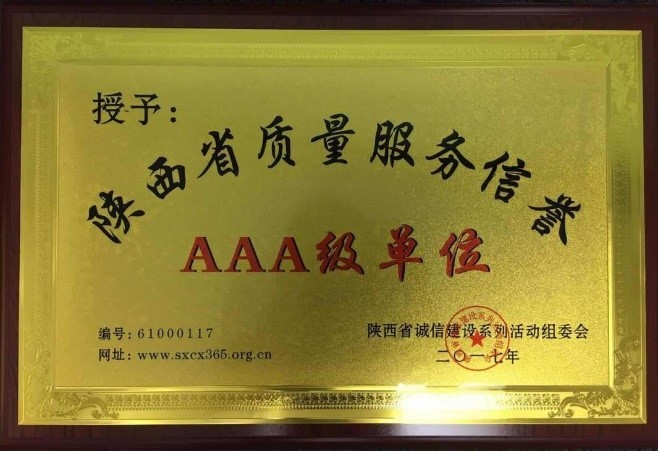 授予：
陕西省质量服务信誉
AAA级单位
编号：61000117
网址：www.sxcx365.org.cn
陕西省诚信建设系列活动组委会
二〇一七年